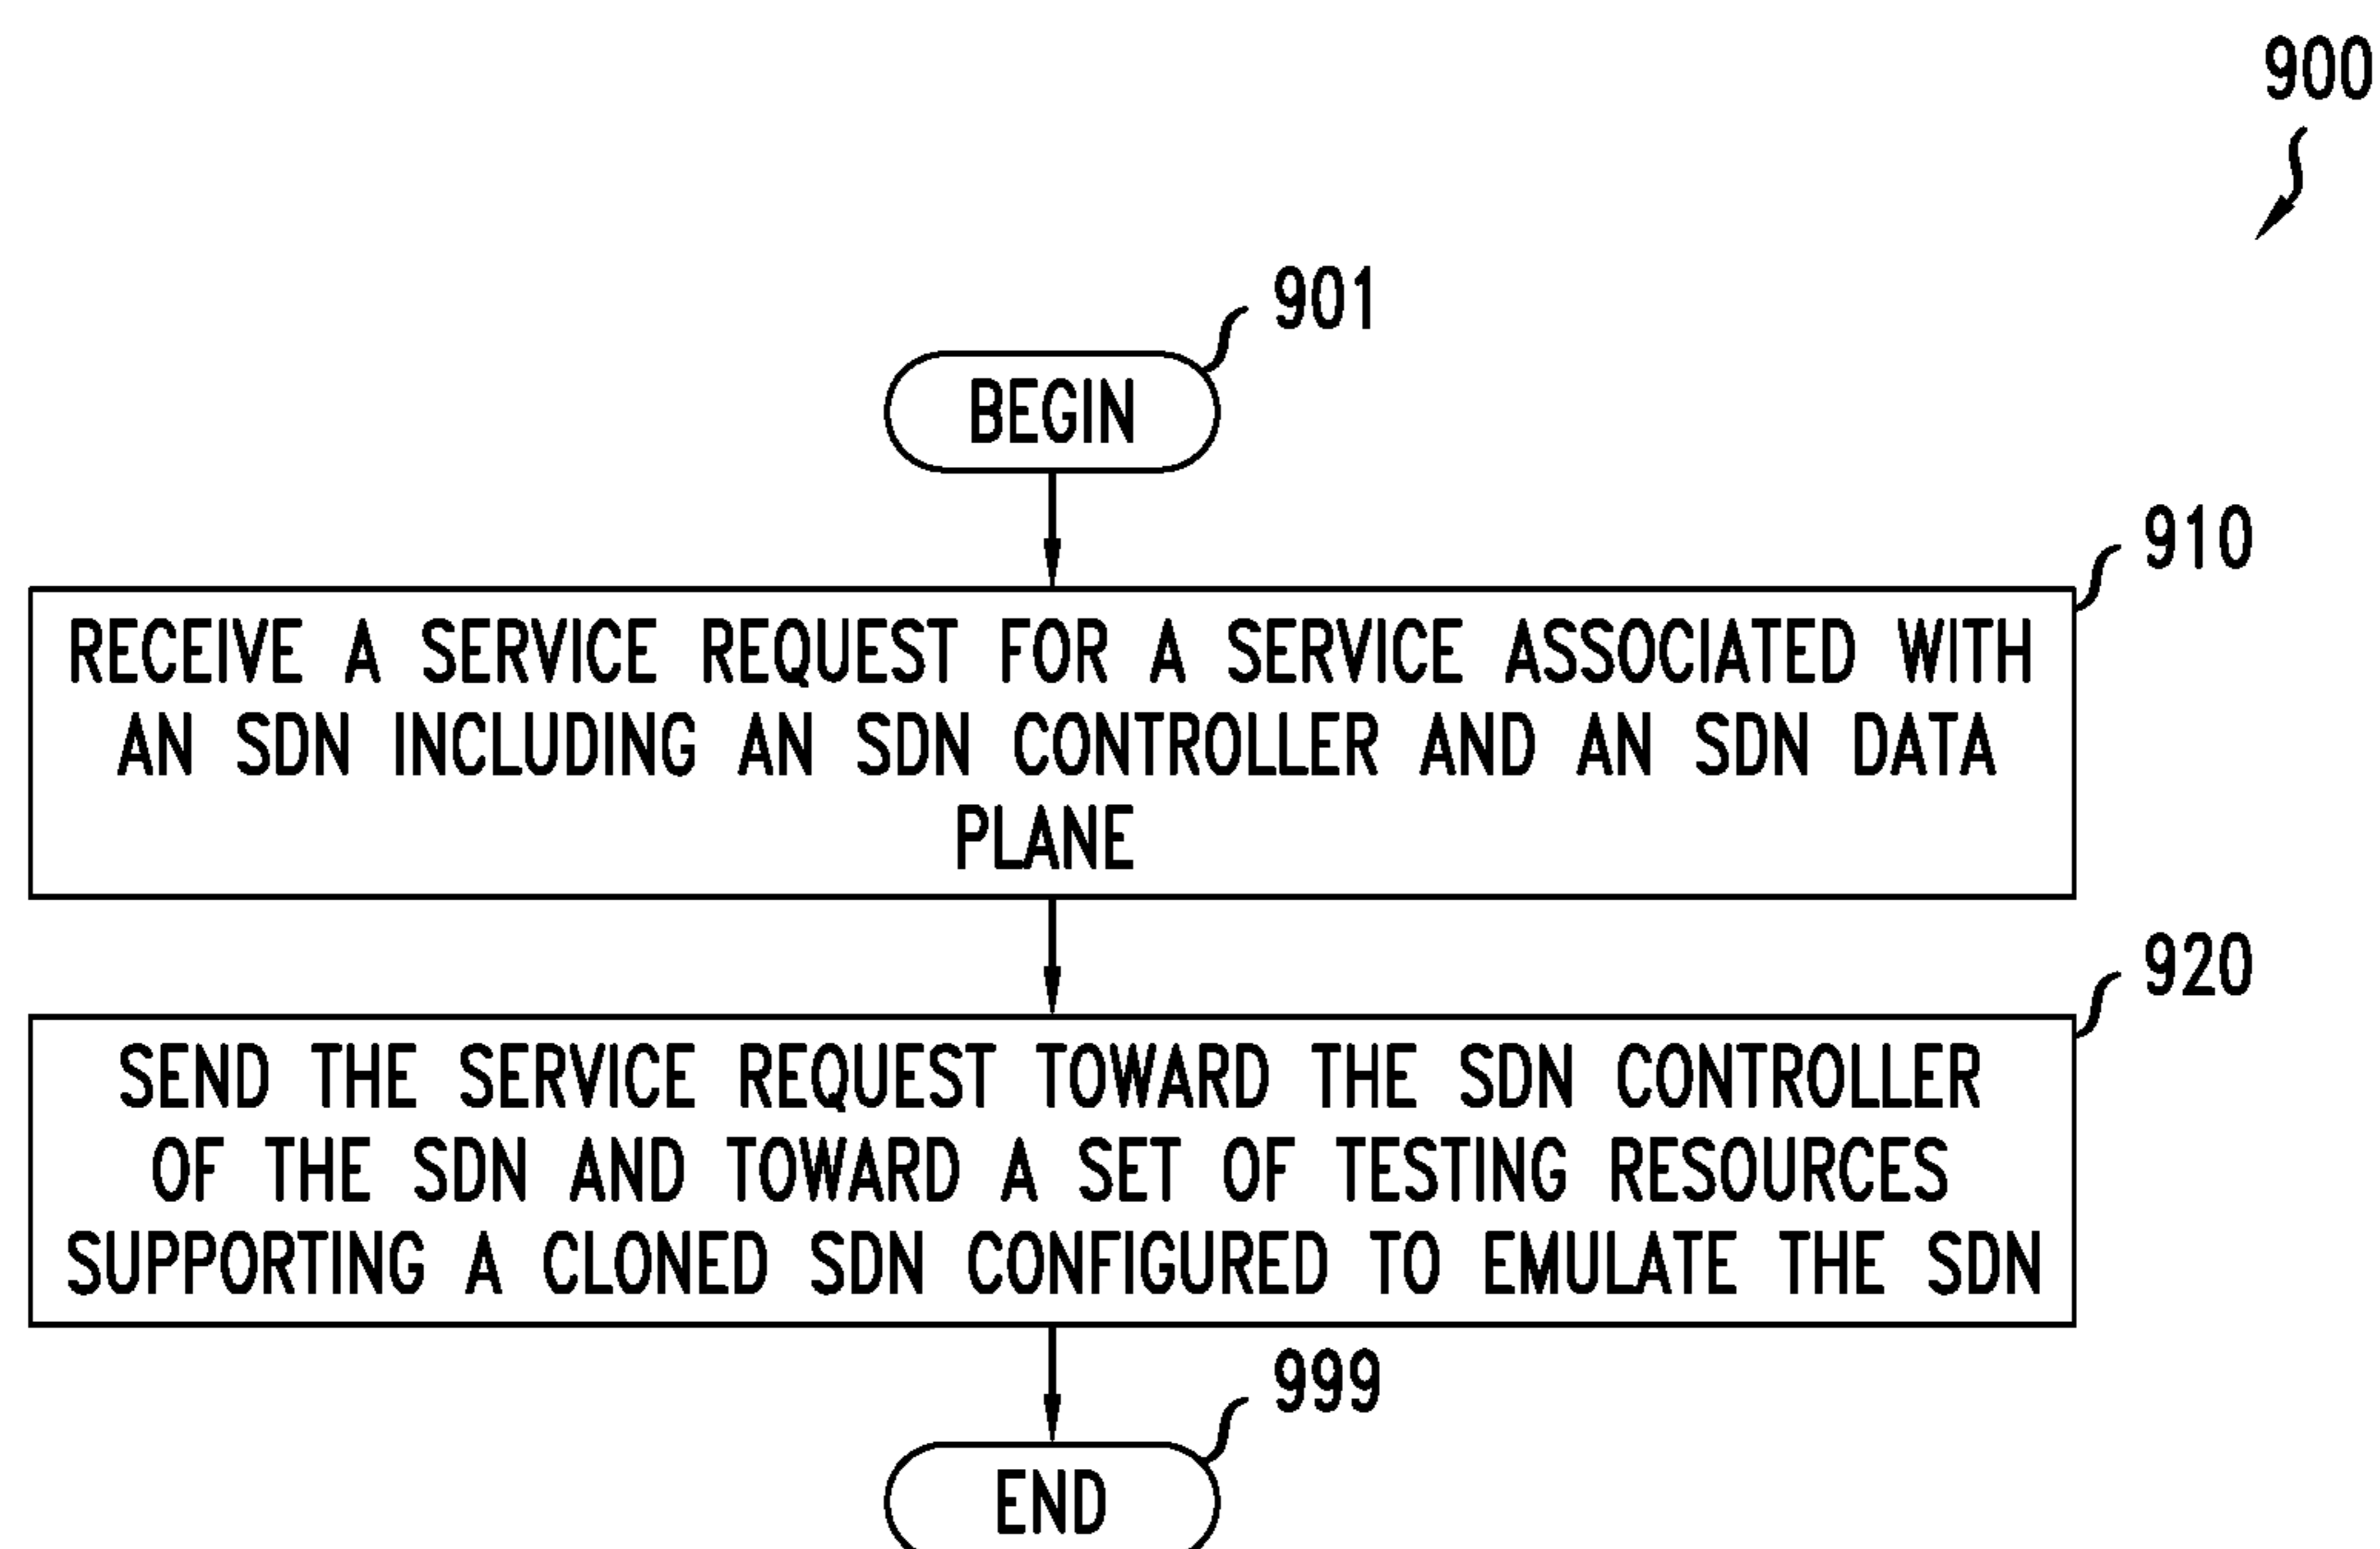 900
901
BEGIN
910
RECEIVE A SERVICE REQUEST FOR A SERVICE ASSOCIATED WITH
AN SDN INCLUDING AN SDN CONTROLLER AND AN SDN DATA
PLANE
920
SEND THE SERVICE REQUEST TOWARD THE SDN CONTROLLER
OF THE SDN AND TOWARD A SET OF TESTING RESOURCES
SUPPORTING A CLONED SDN CONFIGURED TO EMULATE THE SDN
999
END